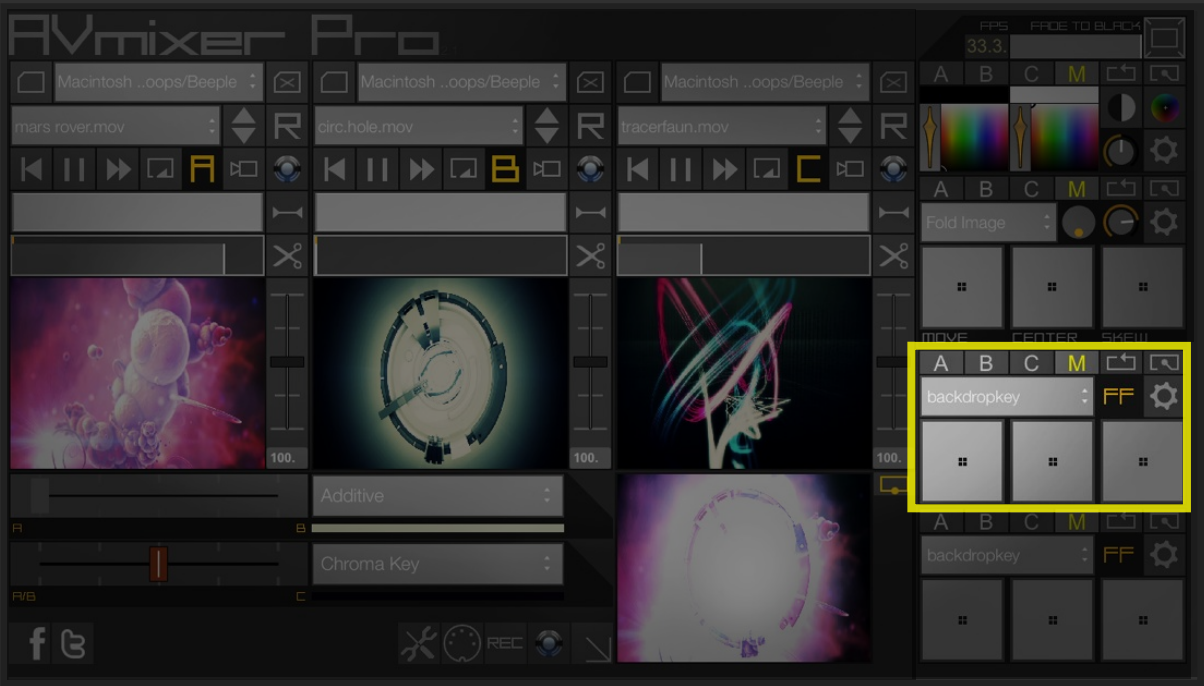 AVmixer Pro
FPS FADE TO BLACK
33.3.
Macintosh ..oops/Beeple
Macintosh ..oops/Beeple
Macintosh ..oops/Beeple
A B C M
mars rover.mov
R
circ.hole.mov
R
tracerfaun.mov
R
A
B
C
A B C M
Fold Image
MOVE CENTER SKEW
A B C M
backdropkey
FF
100.
100.
100.
Additive
A B
A B C M
backdropkey
FF
Chroma Key
A/B C
f
REC